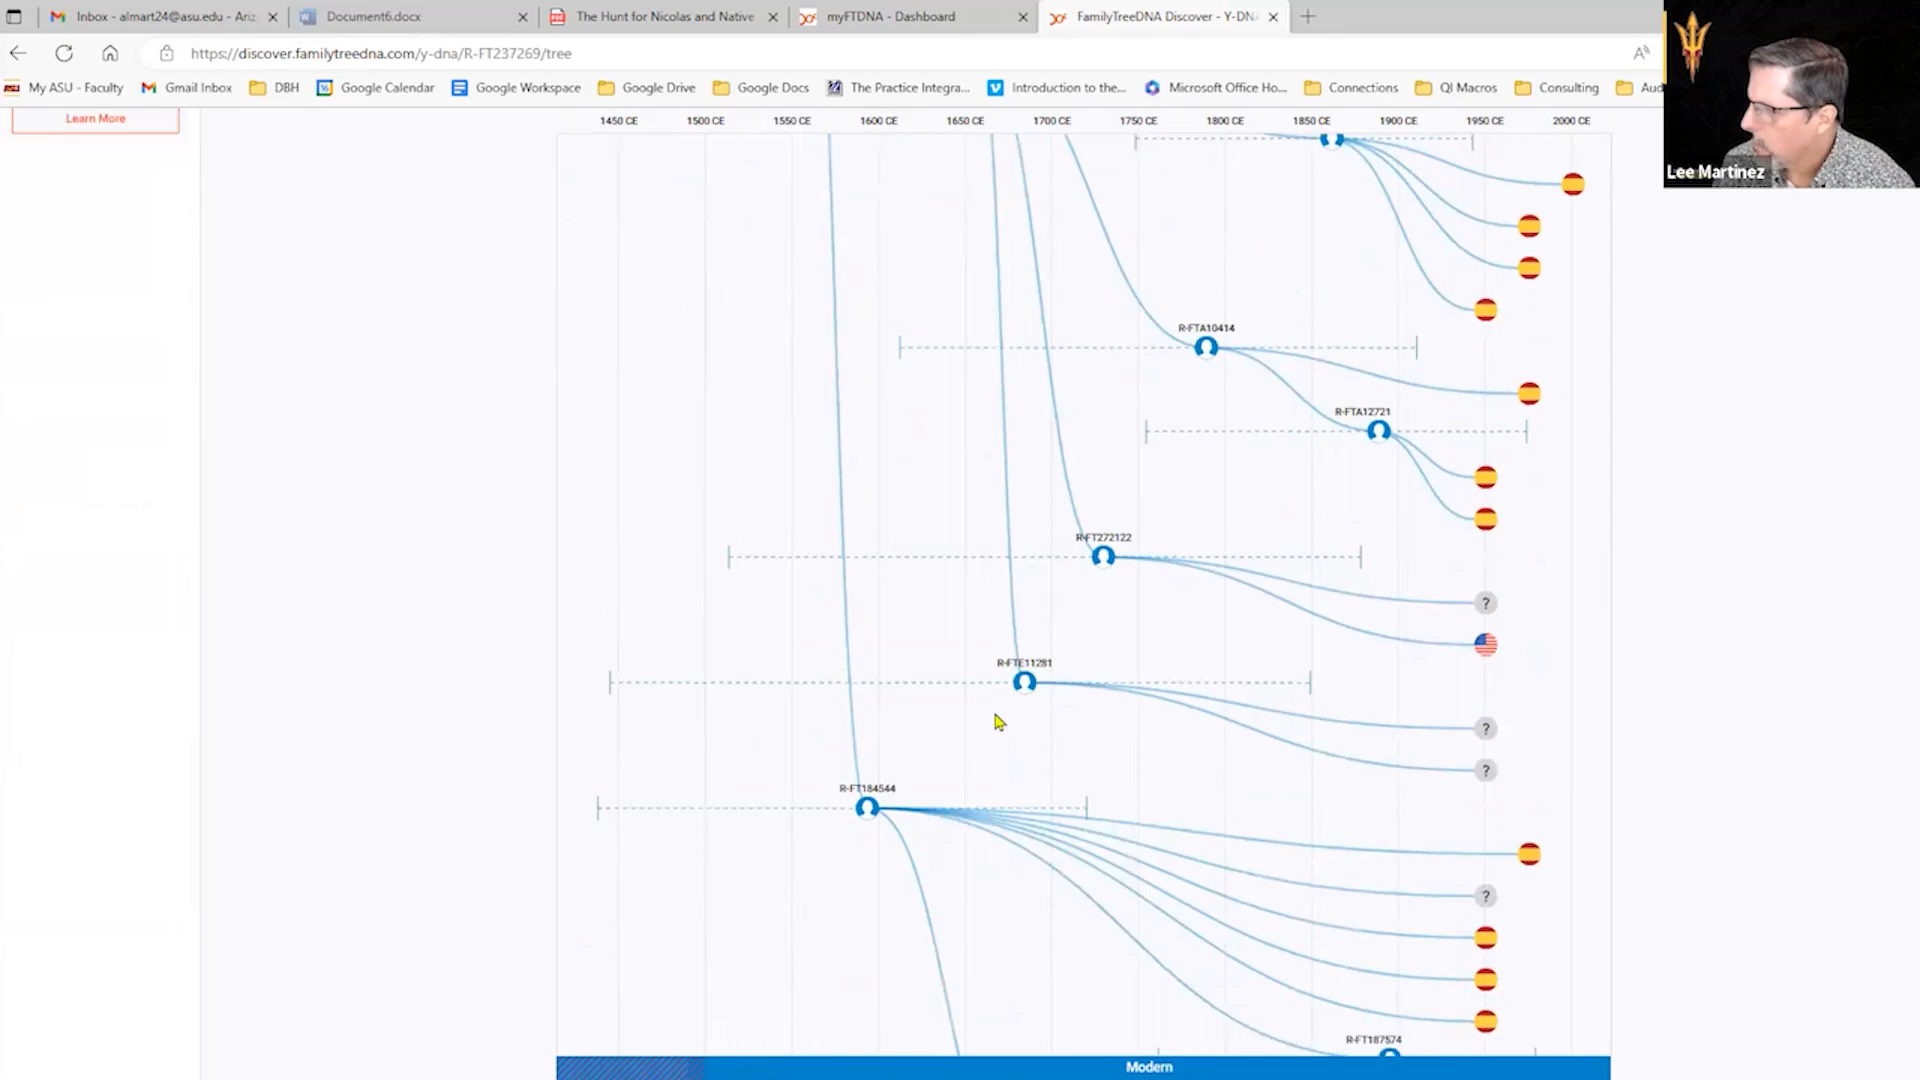 Inbox - almart24@asu.edu - Ariz
Document6.docx
The Hunt for Nicolas and Native
myFTDNA - Dashboard
FamilyTreeDNA Discover - Y-DNA
https://discover.familytreedna.com/y-dna/R-FT237269/tree
My ASU - Faculty
Gmail Inbox
DBH
Google Calendar
Google Workspace
Google Drive
Google Docs
The Practice Integra...
Introduction to the...
Microsoft Office Ho...
Connections
QI Macros
Consulting
Aud
Lee Martinez
Learn More
1450 CE 1500 CE 1550 CE 1600 CE 1650 CE 1700 CE 1750 CE 1800 CE 1850 CE 1900 CE 1950 CE 2000 CE
R-FTA10414
R-FTA12721
R-FT272122
?
R-FTE11281
?
?
R-FT184544
?
R-FT187574
Modern